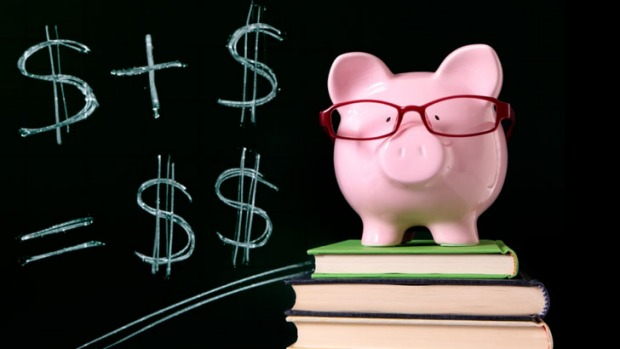 $ + $
= $ $